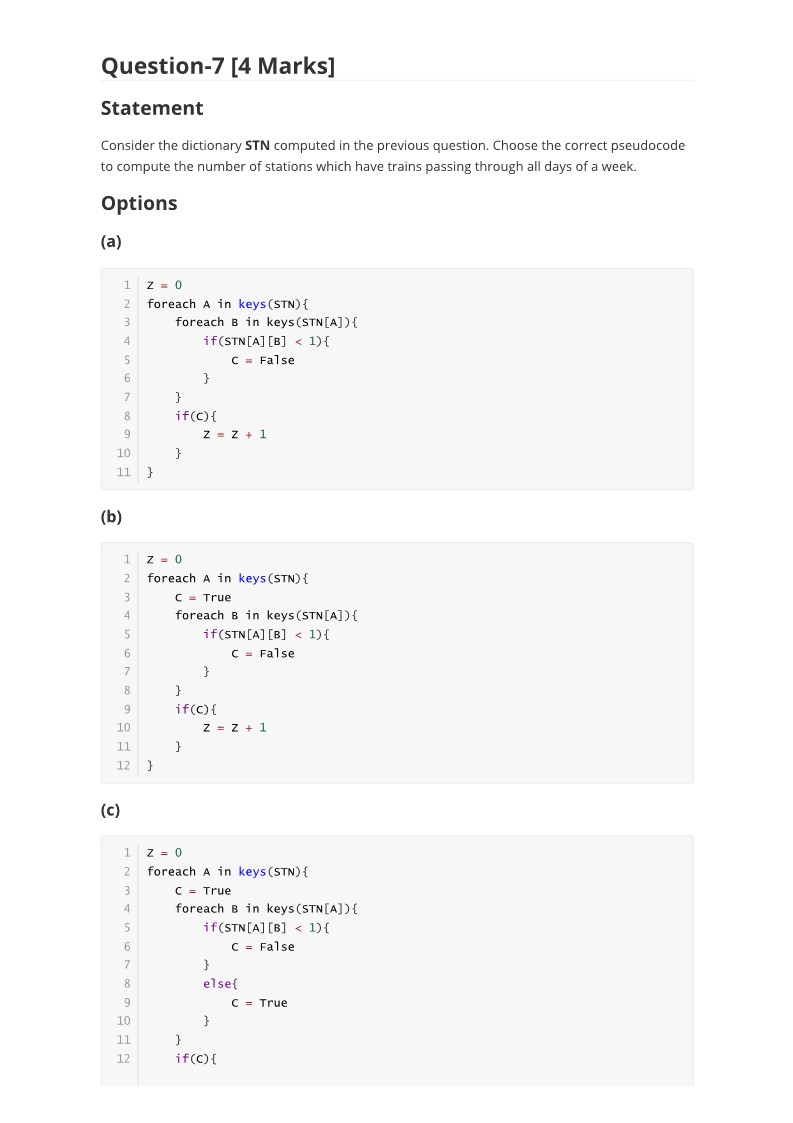 Question-7 [4 Marks]
Statement
Consider the dictionary STN computed in the previous question. Choose the correct pseudocode
to compute the number of stations which have trains passing through all days of a week.
Options
(a)
1 Z = 0
2 foreach A in keys(STN){
3     foreach B in keys(STN[A]){
4         if(STN[A][B] < 1){
5             C = False
6         }
7     }
8     if(C){
9         Z = Z + 1
10     }
11 }
(b)
1 Z = 0
2 foreach A in keys(STN){
3     C = True
4     foreach B in keys(STN[A]){
5         if(STN[A][B] < 1){
6             C = False
7         }
8     }
9     if(C){
10         Z = Z + 1
11     }
12 }
(c)
1 Z = 0
2 foreach A in keys(STN){
3     C = True
4     foreach B in keys(STN[A]){
5         if(STN[A][B] < 1){
6             C = False
7         }
8         else{
9             C = True
10         }
11     }
12     if(C){